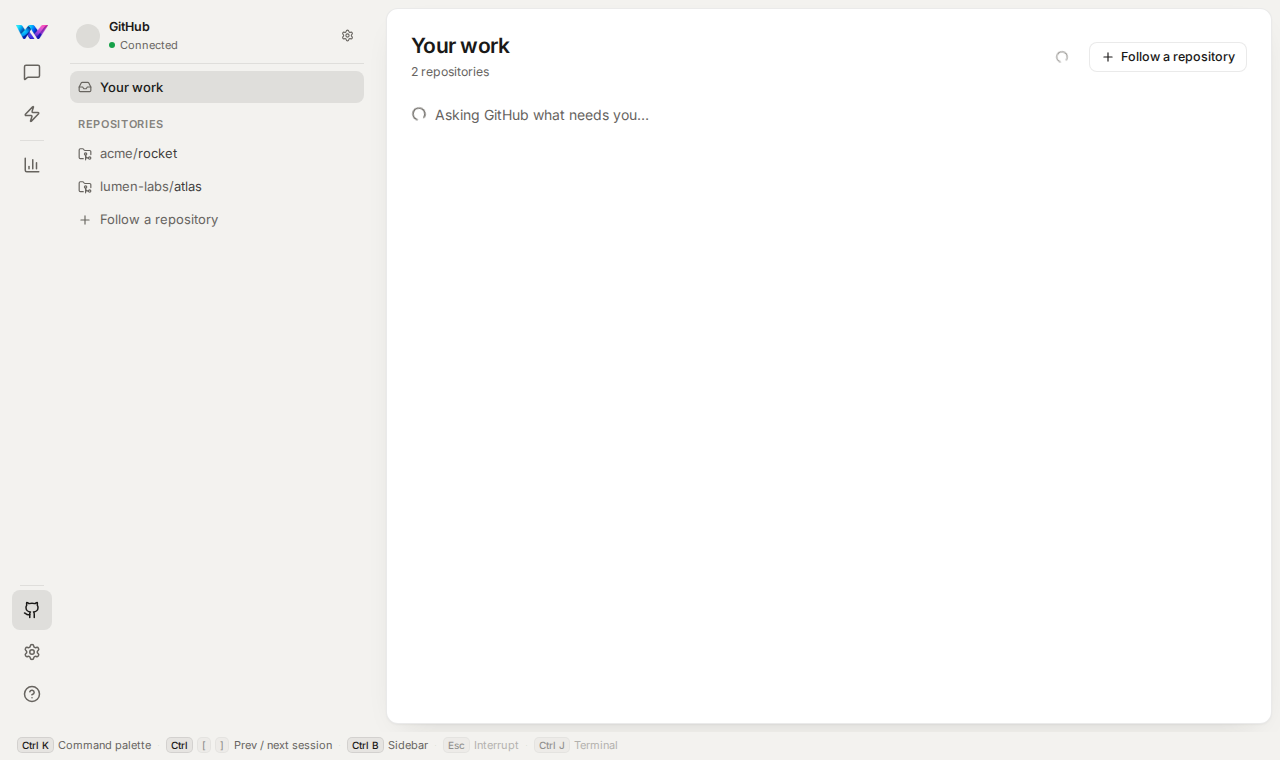 GitHub
Connected
Your work
REPOSITORIES
acme/rocket
lumen-labs/atlas
Follow a repository
Your work
2 repositories
Follow a repository
Asking GitHub what needs you...
Ctrl K Command palette Ctrl [ ] Prev / next session Ctrl B Sidebar Esc Interrupt Ctrl J Terminal